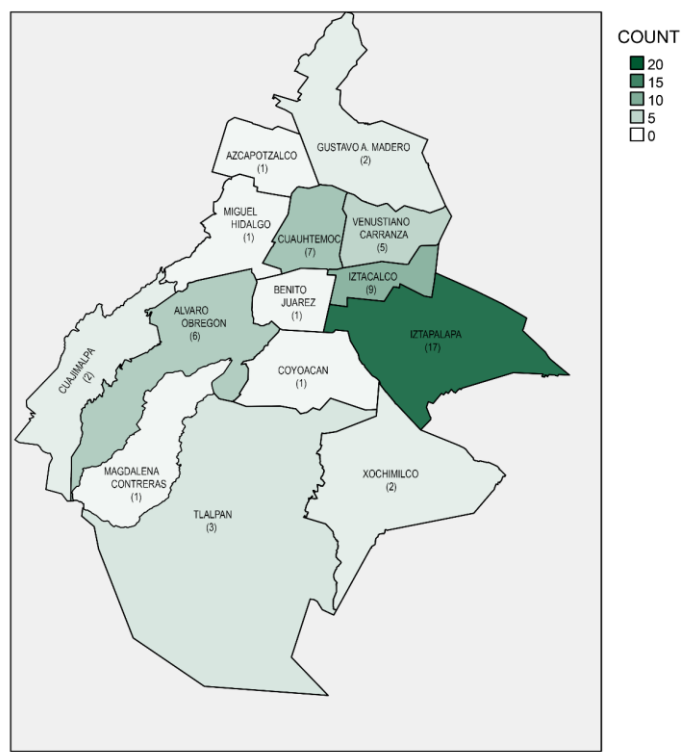 COUNT
20
15
10
5
0
GUSTAVO A. MADERO
(2)
AZCAPOTZALCO
(1)
MIGUEL
HIDALGO
(1)
CUAUHTEMOC
(7)
VENUSTIANO
CARRANZA
(5)
IZTACALCO
(9)
BENITO
JUAREZ
(1)
ALVARO
OBREGON
(6)
IZTAPALAPA
(17)
CUAJIMALPA
(2)
COYOACAN
(1)
MAGDALENA
CONTRERAS
(1)
XOCHIMILCO
(2)
TLALPAN
(3)